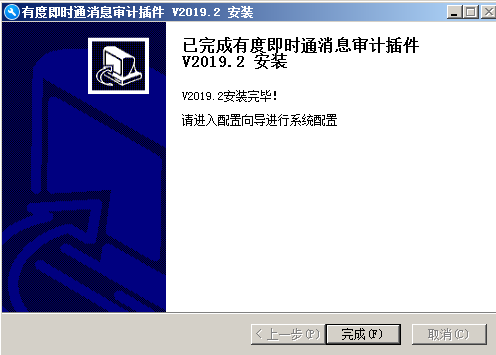 有度即时通消息审计插件 V2019.2 安装
已完成有度即时通消息审计插件
V2019.2 安装
V2019.2安装完毕!
请进入配置向导进行系统配置
< 上一步(P)
完成(F)
取消(C)